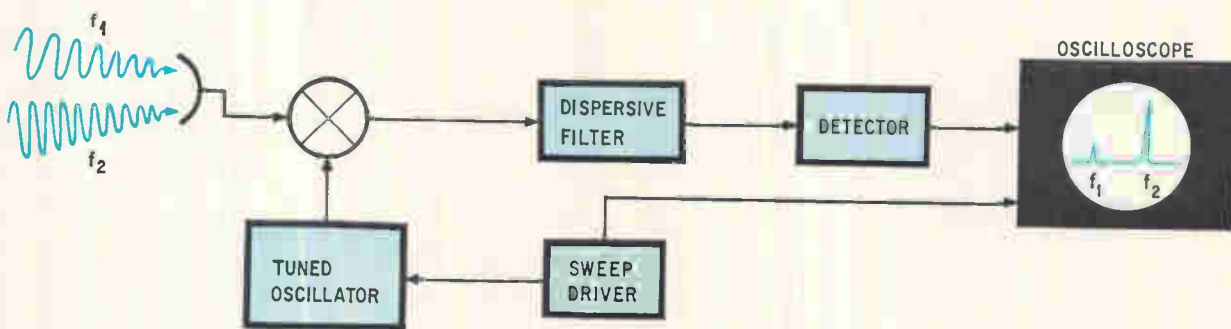 f1
f2
OSCILLOSCOPE
DISPERSIVE
FILTER
DETECTOR
f1 f2
TUNED
OSCILLATOR
SWEEP
DRIVER